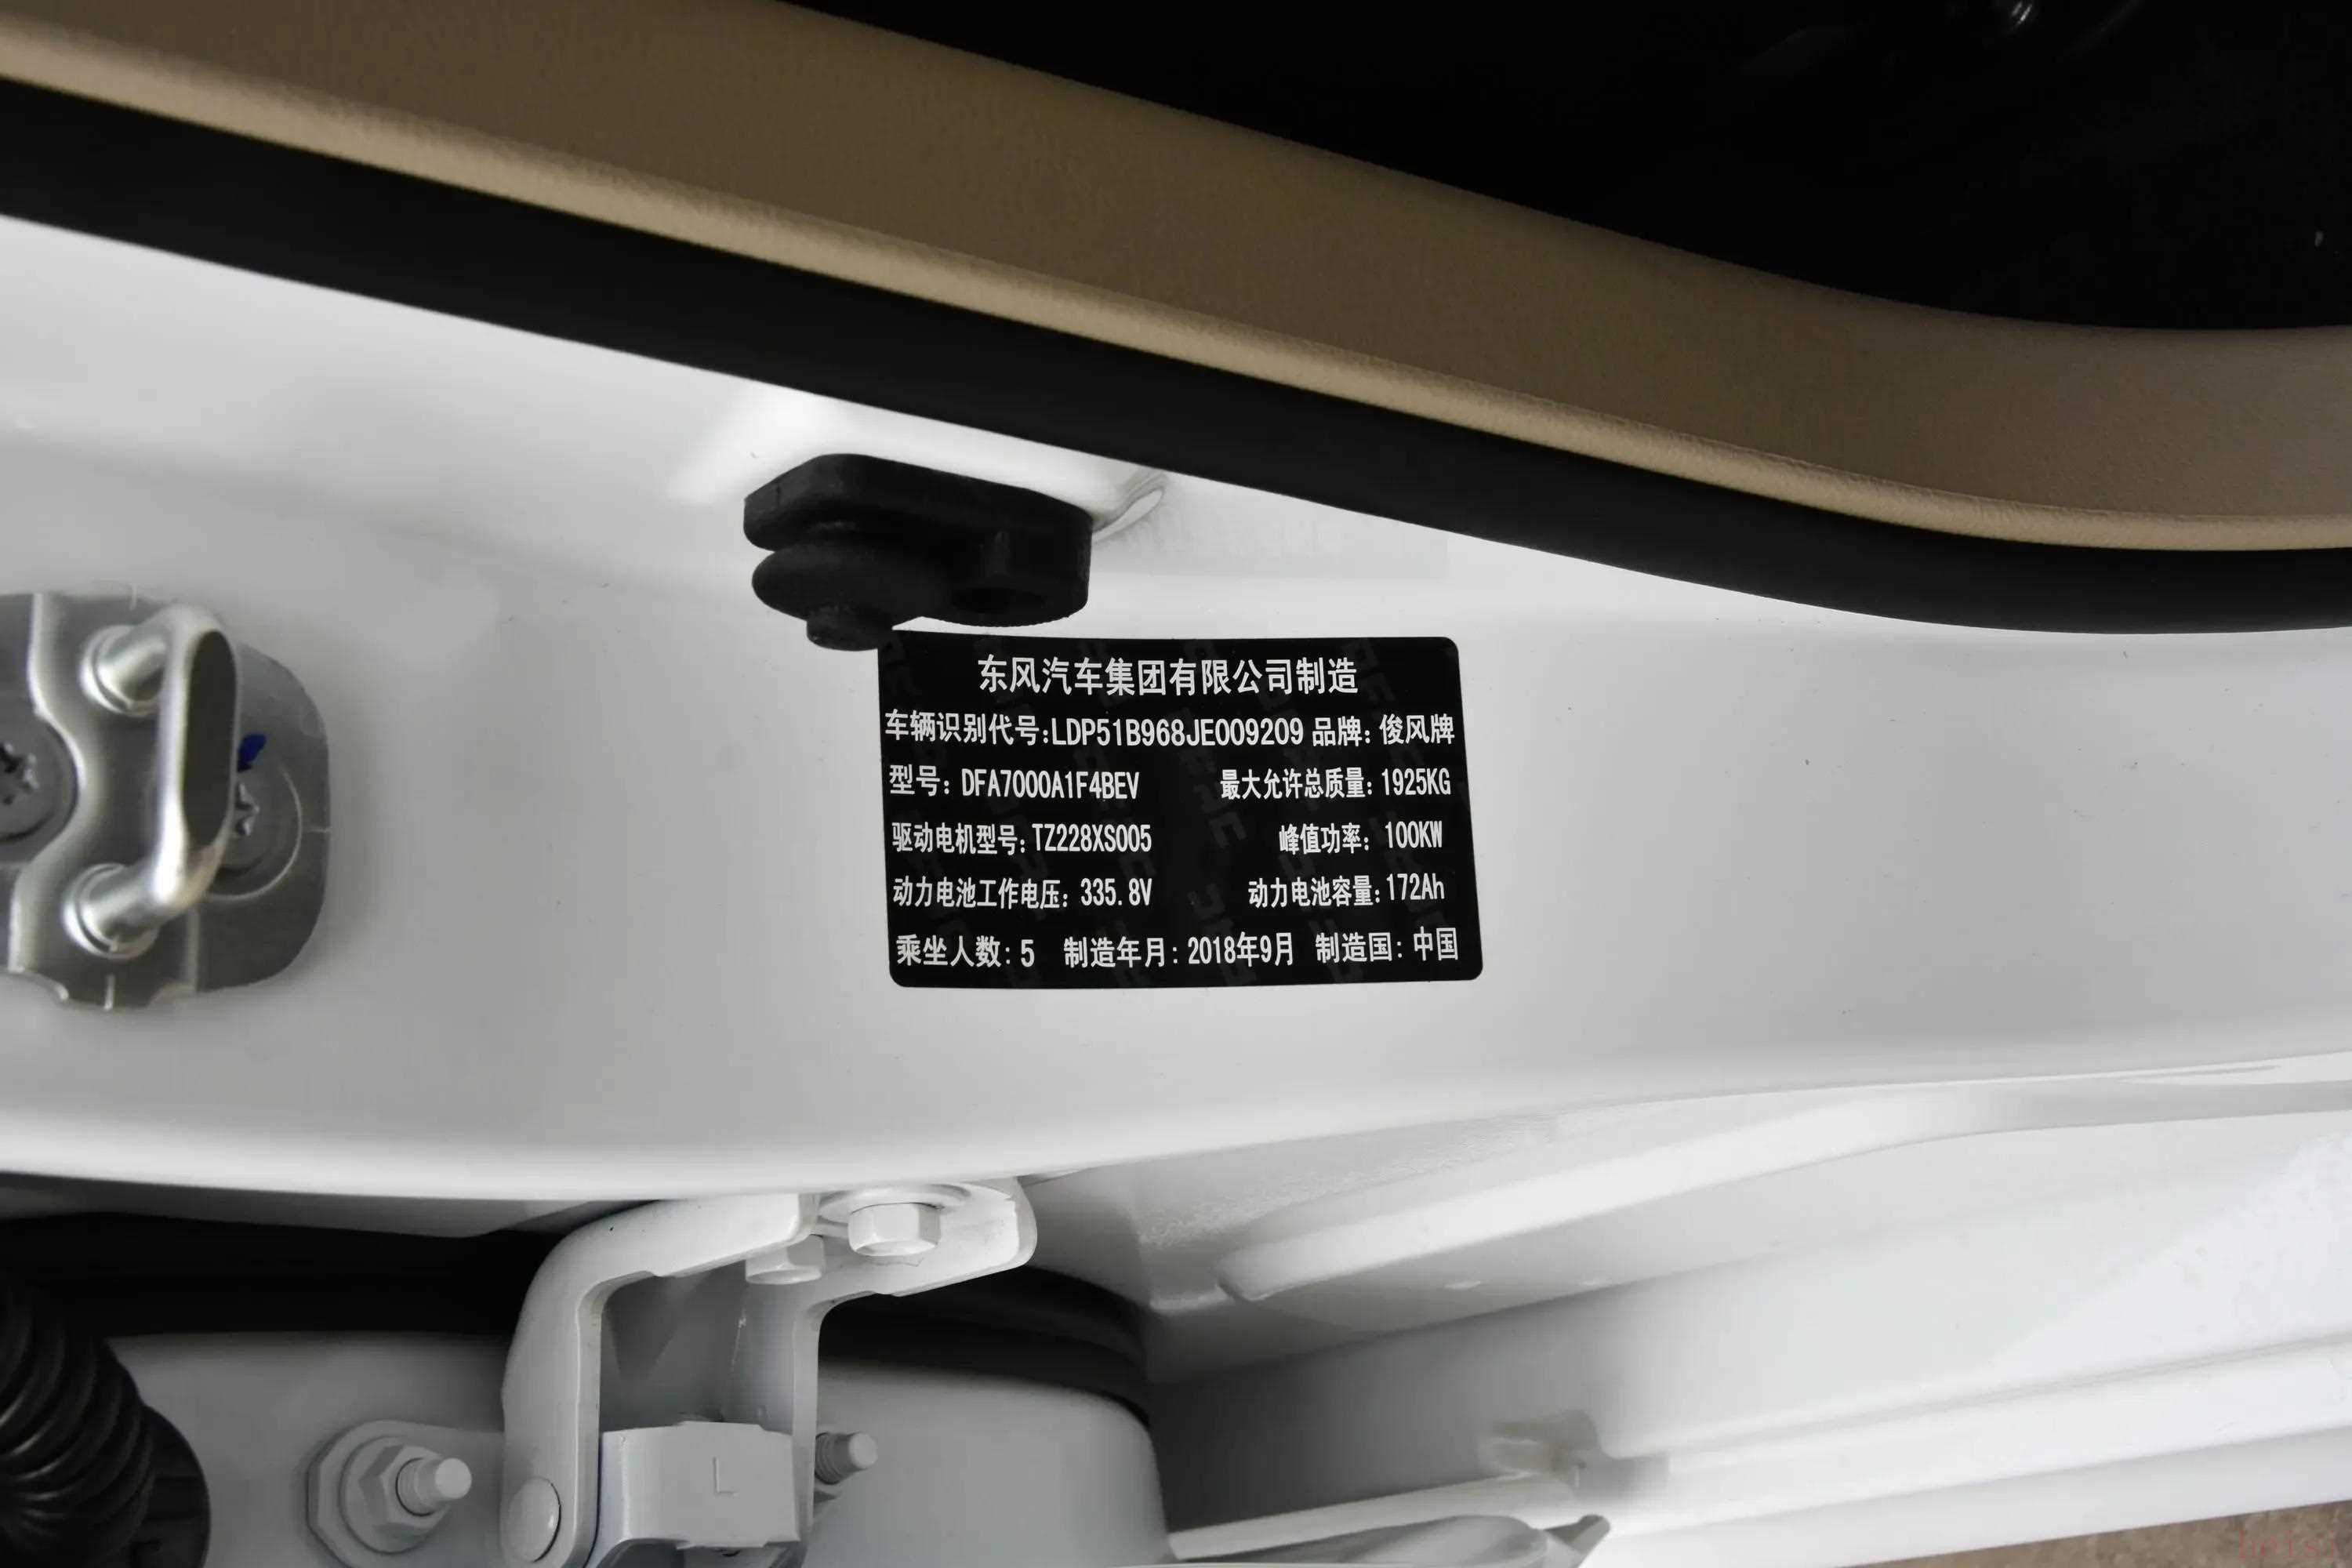 东风汽车集团有限公司制造
车辆识别代号:LDP51B968JE009209 品牌: 俊风牌
型号: DFA7000A1F4BEV 最大允许总质量: 1925KG
驱动电机型号: TZ228XS005 峰值功率: 100KW
动力电池工作电压: 335.8V 动力电池容量: 172Ah
乘坐人数: 5 制造年月: 2018年9月 制造国: 中国
L